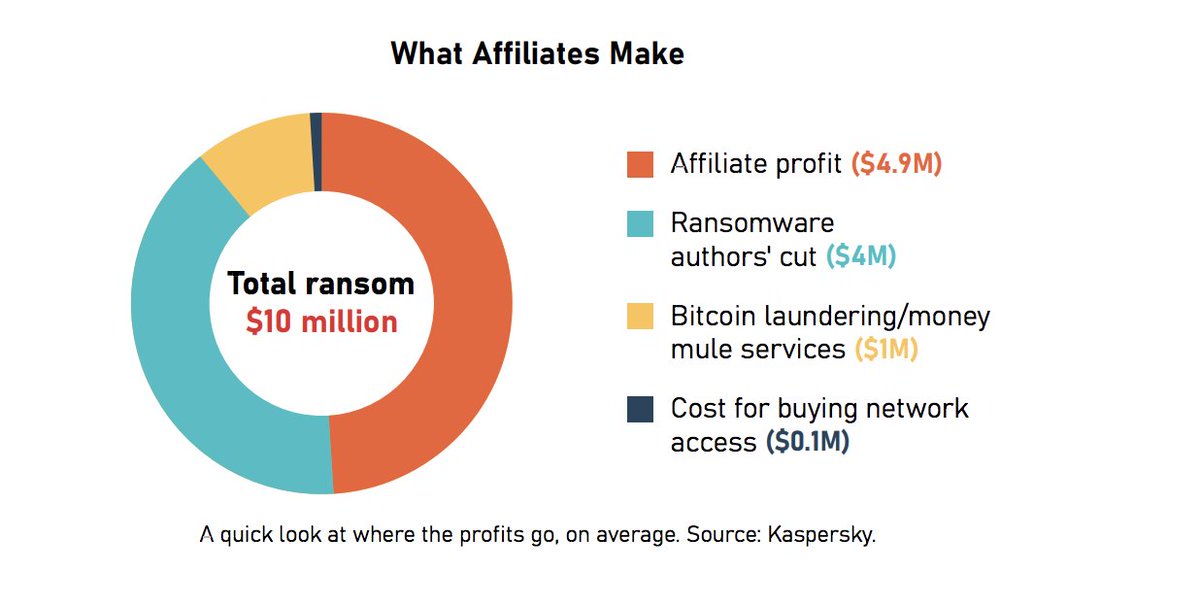 What Affiliates Make
Total ransom
$10 million
Affiliate profit ($4.9M)
Ransomware
authors' cut ($4M)
Bitcoin laundering/money
mule services ($1M)
Cost for buying network
access ($0.1M)
A quick look at where the profits go, on average. Source: Kaspersky.